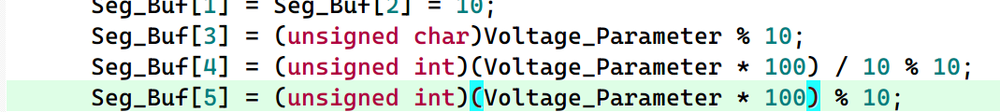 Seg_Buf[1] = Seg_Buf[2] = 10;
Seg_Buf[3] = (unsigned char)Voltage_Parameter % 10;
Seg_Buf[4] = (unsigned int)(Voltage_Parameter * 100) / 10 % 10;
Seg_Buf[5] = (unsigned int)(Voltage_Parameter * 100) % 10;